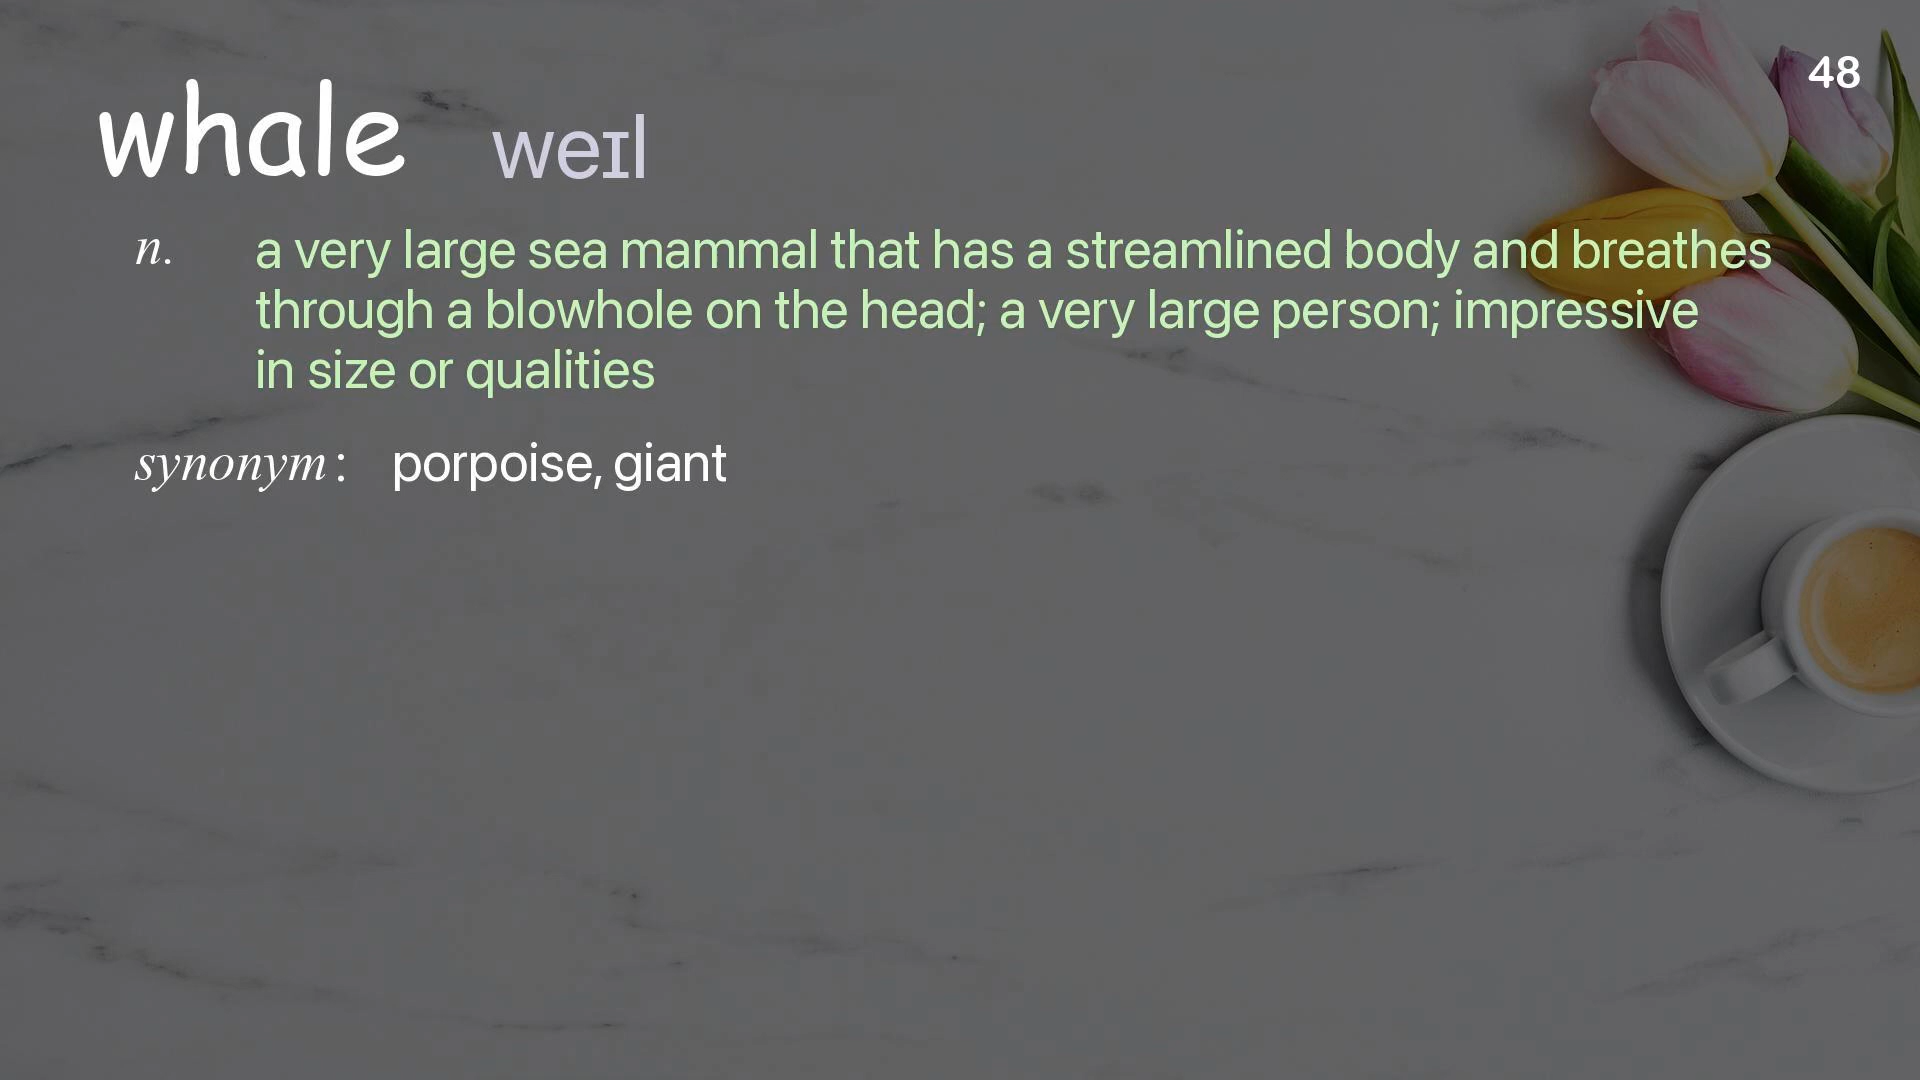 48
whale weɪl
n. a very large sea mammal that has a streamlined body and breathes
through a blowhole on the head; a very large person; impressive
in size or qualities
synonym: porpoise, giant